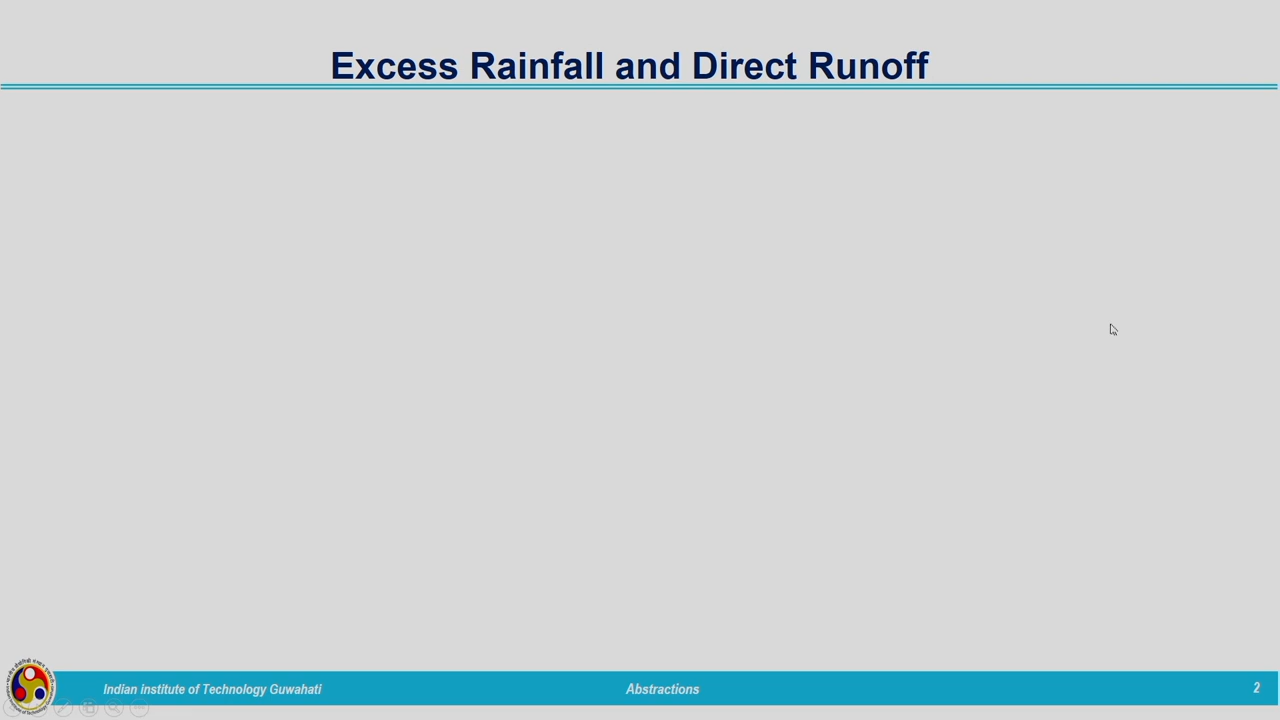 Excess Rainfall and Direct Runoff
Indian institute of Technology Guwahati
Abstractions
2